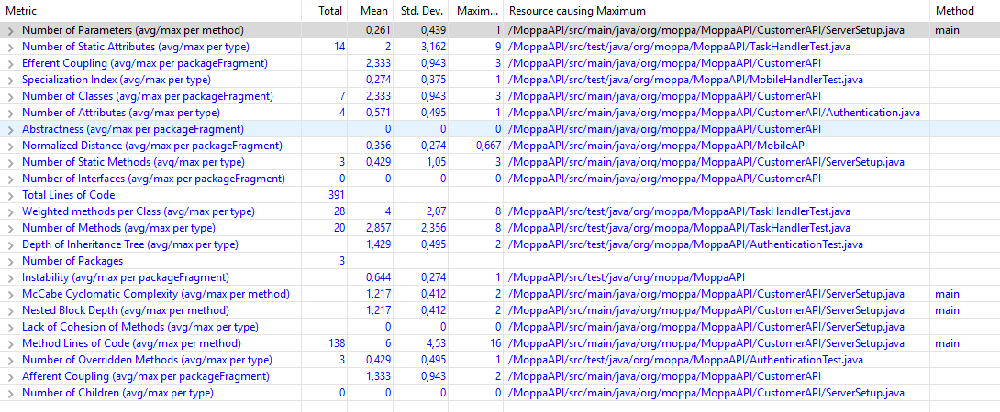 Metric Total Mean Std. Dev. Maxim... Resource causing Maximum Method
Number of Parameters (avg/max per method) 0,261 0,439 1 /MoppaAPI/src/main/java/org/moppa/MoppaAPI/CustomerAPI/ServerSetup.java main
Number of Static Attributes (avg/max per type) 14 2 3,162 9 /MoppaAPI/src/test/java/org/moppa/MoppaAPI/TaskHandlerTest.java
Efferent Coupling (avg/max per packageFragment) 2,333 0,943 3 /MoppaAPI/src/main/java/org/moppa/MoppaAPI/CustomerAPI
Specialization Index (avg/max per type) 0,274 0,375 1 /MoppaAPI/src/test/java/org/moppa/MoppaAPI/MobileHandlerTest.java
Number of Classes (avg/max per packageFragment) 7 2,333 0,943 3 /MoppaAPI/src/main/java/org/moppa/MoppaAPI/CustomerAPI
Number of Attributes (avg/max per type) 4 0,571 0,495 1 /MoppaAPI/src/main/java/org/moppa/MoppaAPI/CustomerAPI/Authentication.java
Abstractness (avg/max per packageFragment) 0 0 0 /MoppaAPI/src/main/java/org/moppa/MoppaAPI/CustomerAPI
Normalized Distance (avg/max per packageFragment) 0,356 0,274 0,667 /MoppaAPI/src/main/java/org/moppa/MoppaAPI/MobileAPI
Number of Static Methods (avg/max per type) 3 0,429 1,05 3 /MoppaAPI/src/main/java/org/moppa/MoppaAPI/CustomerAPI/ServerSetup.java
Number of Interfaces (avg/max per packageFragment) 0 0 0 0 /MoppaAPI/src/main/java/org/moppa/MoppaAPI/CustomerAPI
Total Lines of Code 391
Weighted methods per Class (avg/max per type) 28 4 2,07 8 /MoppaAPI/src/test/java/org/moppa/MoppaAPI/TaskHandlerTest.java
Number of Methods (avg/max per type) 20 2,857 2,356 8 /MoppaAPI/src/test/java/org/moppa/MoppaAPI/TaskHandlerTest.java
Depth of Inheritance Tree (avg/max per type) 1,429 0,495 2 /MoppaAPI/src/test/java/org/moppa/MoppaAPI/AuthenticationTest.java
Number of Packages 3
Instability (avg/max per packageFragment) 0,644 0,274 1 /MoppaAPI/src/test/java/org/moppa/MoppaAPI
McCabe Cyclomatic Complexity (avg/max per method) 1,217 0,412 2 /MoppaAPI/src/main/java/org/moppa/MoppaAPI/CustomerAPI/ServerSetup.java main
Nested Block Depth (avg/max per method) 1,217 0,412 2 /MoppaAPI/src/main/java/org/moppa/MoppaAPI/CustomerAPI/ServerSetup.java main
Lack of Cohesion of Methods (avg/max per type) 0 0 0 /MoppaAPI/src/main/java/org/moppa/MoppaAPI/CustomerAPI/ServerSetup.java
Method Lines of Code (avg/max per method) 138 6 4,53 16 /MoppaAPI/src/main/java/org/moppa/MoppaAPI/CustomerAPI/ServerSetup.java main
Number of Overridden Methods (avg/max per type) 3 0,429 0,495 1 /MoppaAPI/src/test/java/org/moppa/MoppaAPI/AuthenticationTest.java
Afferent Coupling (avg/max per packageFragment) 1,333 0,943 2 /MoppaAPI/src/main/java/org/moppa/MoppaAPI/CustomerAPI
Number of Children (avg/max per type) 0 0 0 0 /MoppaAPI/src/main/java/org/moppa/MoppaAPI/CustomerAPI/ServerSetup.java